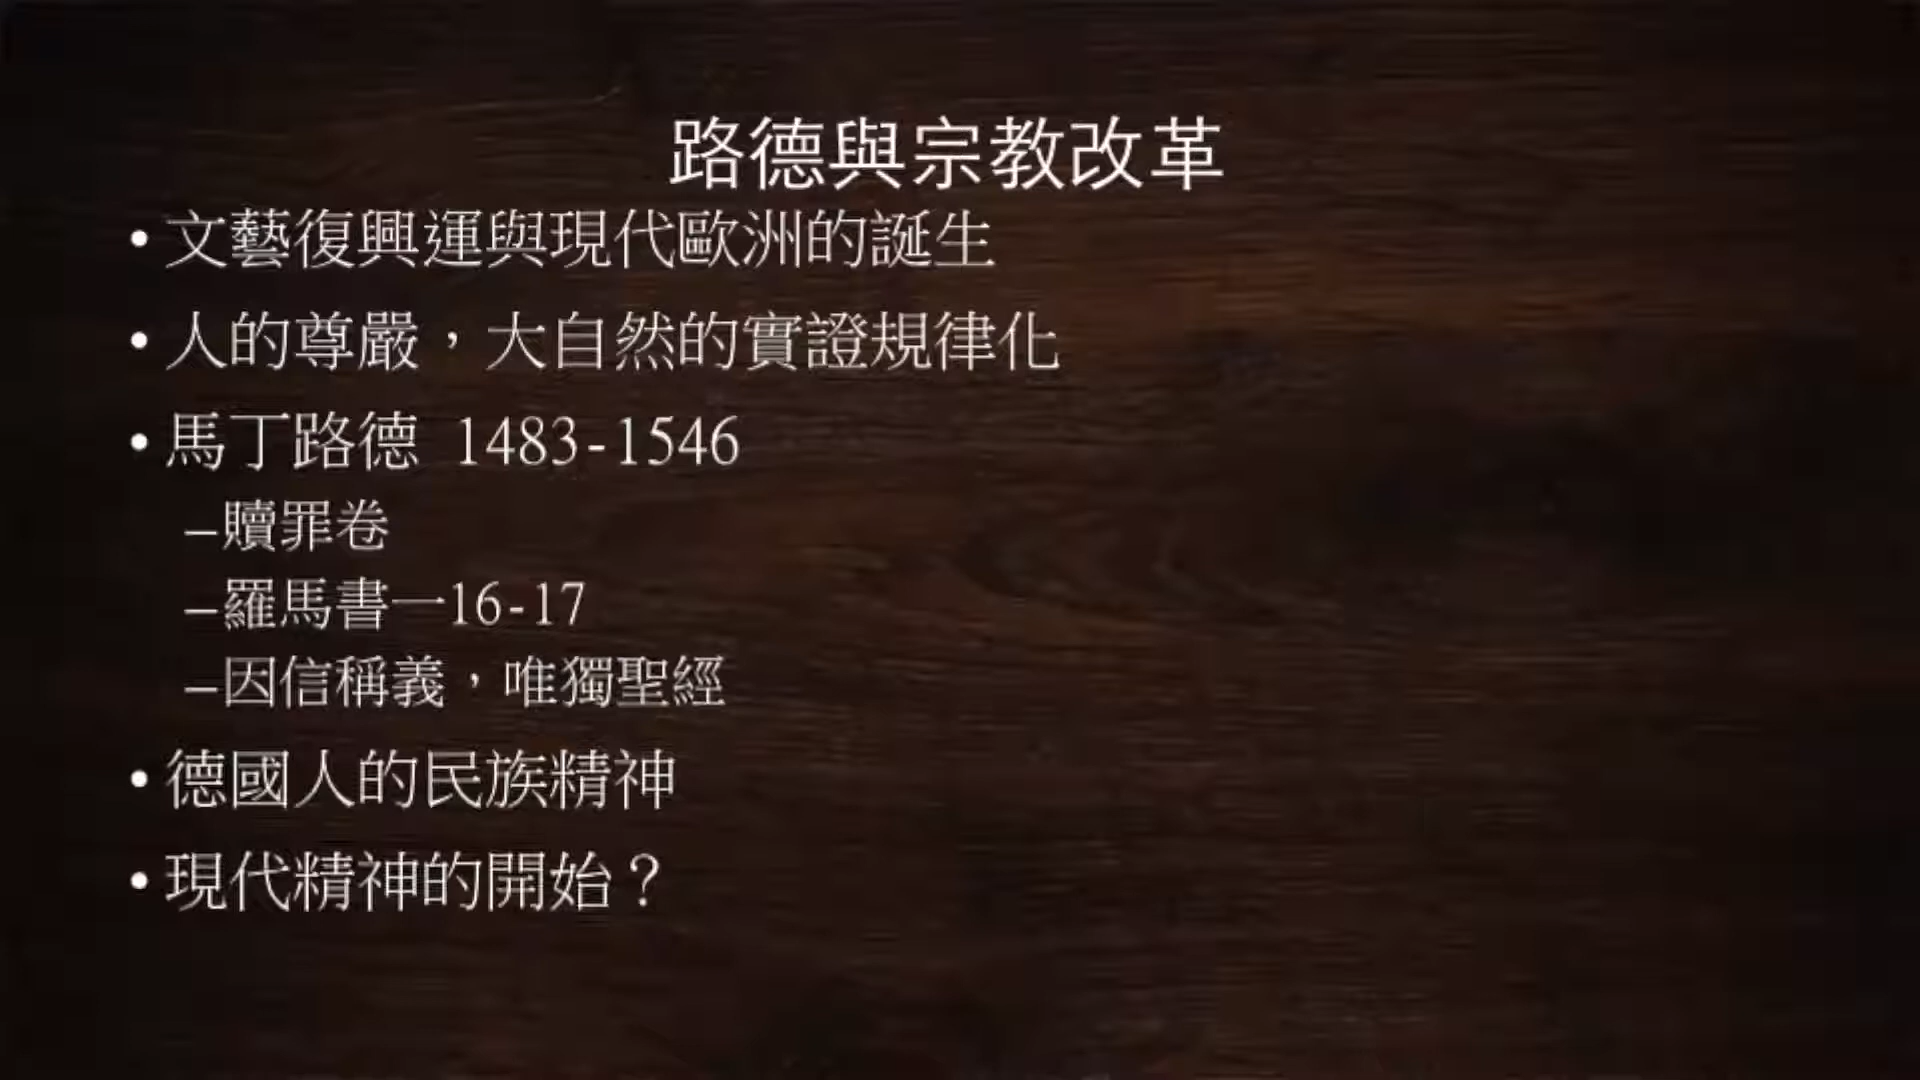 路德與宗教改革
• 文藝復興運與現代歐洲的誕生
• 人的尊嚴，大自然的實證規律化
• 馬丁路德 1483-1546
–贖罪卷
–羅馬書一16-17
–因信稱義，唯獨聖經
• 德國人的民族精神
• 現代精神的開始？